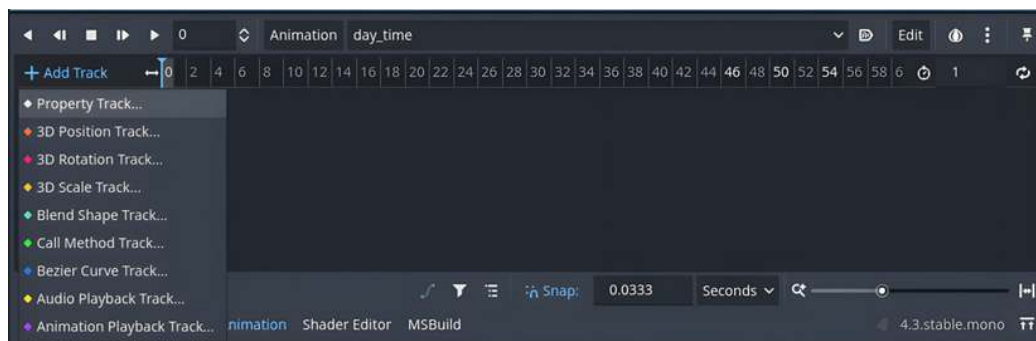 0 Animation day_time Edit
+ Add Track 0 2 4 6 8 10 12 14 16 18 20 22 24 26 28 30 32 34 36 38 40 42 44 46 48 50 52 54 56 58 6 1
Property Track...
3D Position Track...
3D Rotation Track...
3D Scale Track...
Blend Shape Track...
Call Method Track...
Bezier Curve Track...
Audio Playback Track...
Snap: 0.0333 Seconds
Animation Playback Track... nimation Shader Editor MSBuild 4.3.stable.mono